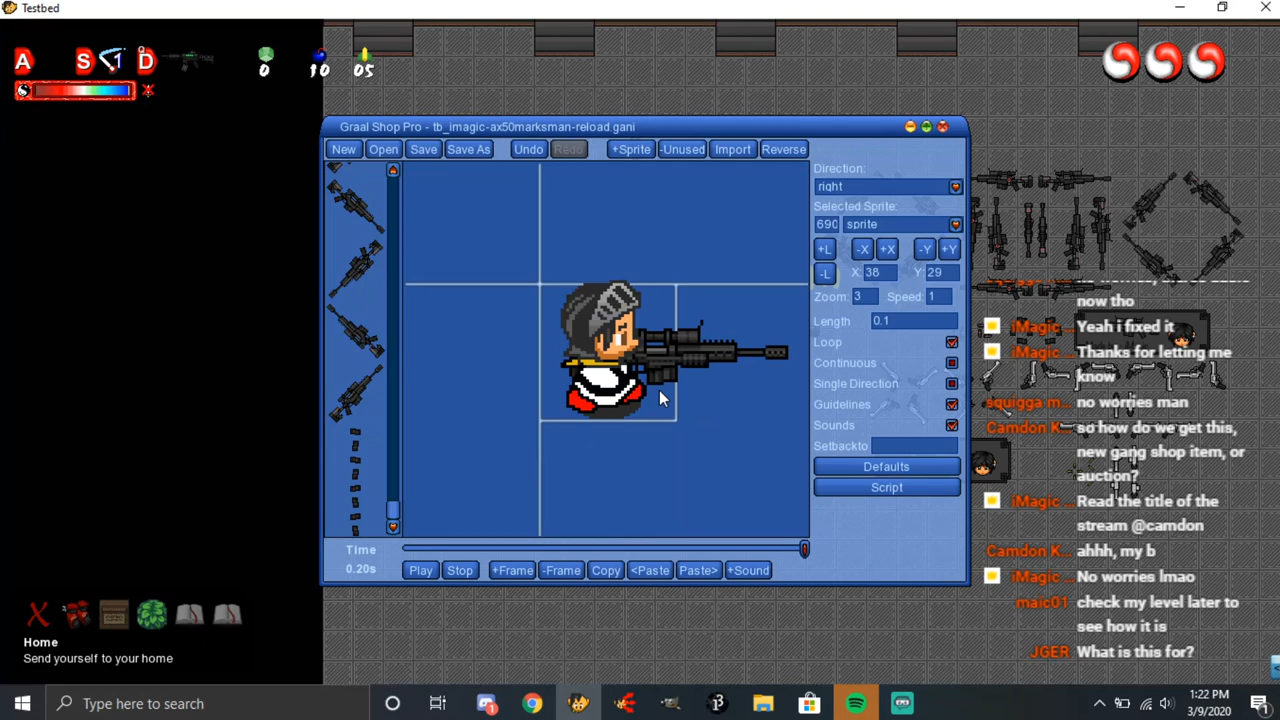 Testbed
A S 1 D
0 10 05
Graal Shop Pro - tb_imagic-ax50marksman-reload.gani
New Open Save Save As Undo Redo +Sprite -Unused Import Reverse
Direction:
right
Selected Sprite:
690 sprite
+L -X +X -Y +Y
-L X: 38 Y: 29
Zoom: 3 Speed: 1
Length 0.1
Loop
Continuous
Single Direction
Guidelines
Sounds
Setbackto
Defaults
Script
Time
0.20s
Play Stop +Frame -Frame Copy <Paste Paste> +Sound
now tho
iMagic ... Yeah i fixed it
iMagic ... Thanks for letting me
know
squigga m... no worries man
Camdon K... so how do we get this,
new gang shop item, or
auction?
iMagic ... Read the title of the
stream @camdon
Camdon K... ahhh, my b
iMagic ... No worries lmao
maic01 check my level later to
see how it is
JGER What is this for?
Home
Send yourself to your home
Type here to search
1:22 PM
3/9/2020